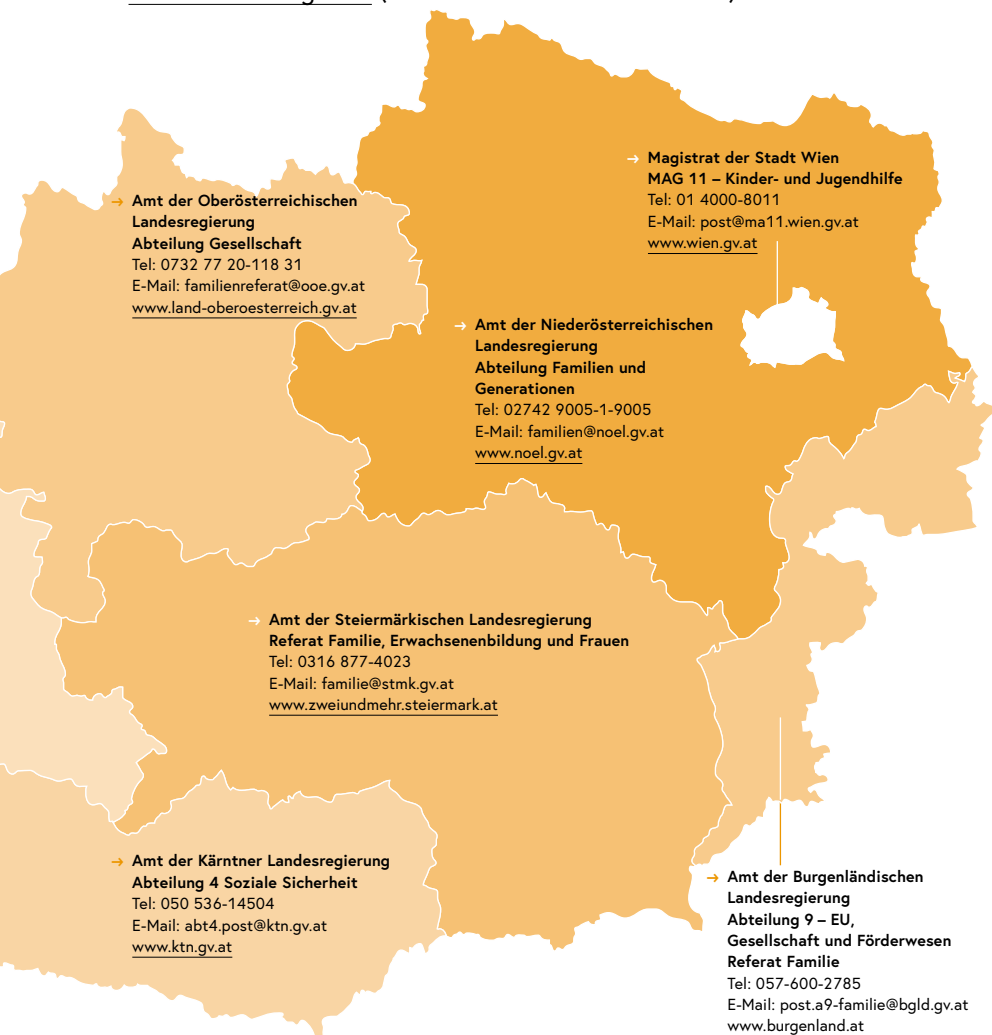 → Magistrat der Stadt Wien
MAG 11 – Kinder- und Jugendhilfe
Tel: 01 4000-8011
E-Mail: post@ma11.wien.gv.at
www.wien.gv.at
→ Amt der Oberösterreichischen
Landesregierung
Abteilung Gesellschaft
Tel: 0732 77 20-118 31
E-Mail: familienreferat@ooe.gv.at
www.land-oberoesterreich.gv.at
→ Amt der Niederösterreichischen
Landesregierung
Abteilung Familien und
Generationen
Tel: 02742 9005-1-9005
E-Mail: familien@noel.gv.at
www.noel.gv.at
→ Amt der Steiermärkischen Landesregierung
Referat Familie, Erwachsenenbildung und Frauen
Tel: 0316 877-4023
E-Mail: familie@stmk.gv.at
www.zweiundmehr.steiermark.at
→ Amt der Kärntner Landesregierung
Abteilung 4 Soziale Sicherheit
Tel: 050 536-14504
E-Mail: abt4.post@ktn.gv.at
www.ktn.gv.at
→ Amt der Burgenländischen
Landesregierung
Abteilung 9 – EU,
Gesellschaft und Förderwesen
Referat Familie
Tel: 057-600-2785
E-Mail: post.a9-familie@bgld.gv.at
www.burgenland.at